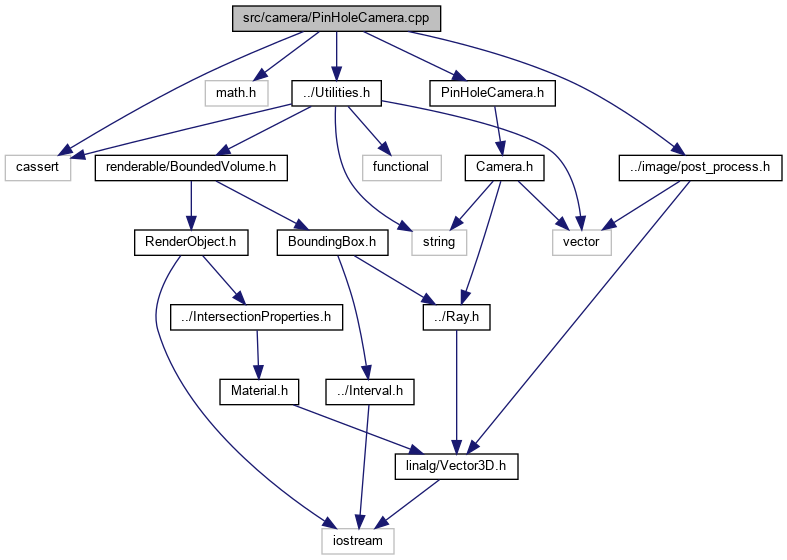 src/camera/PinHoleCamera.cpp
math.h
../Utilities.h
PinHoleCamera.h
cassert
renderable/BoundedVolume.h
functional
Camera.h
../image/post_process.h
RenderObject.h
BoundingBox.h
string
vector
../IntersectionProperties.h
../Ray.h
Material.h
../Interval.h
linalg/Vector3D.h
iostream